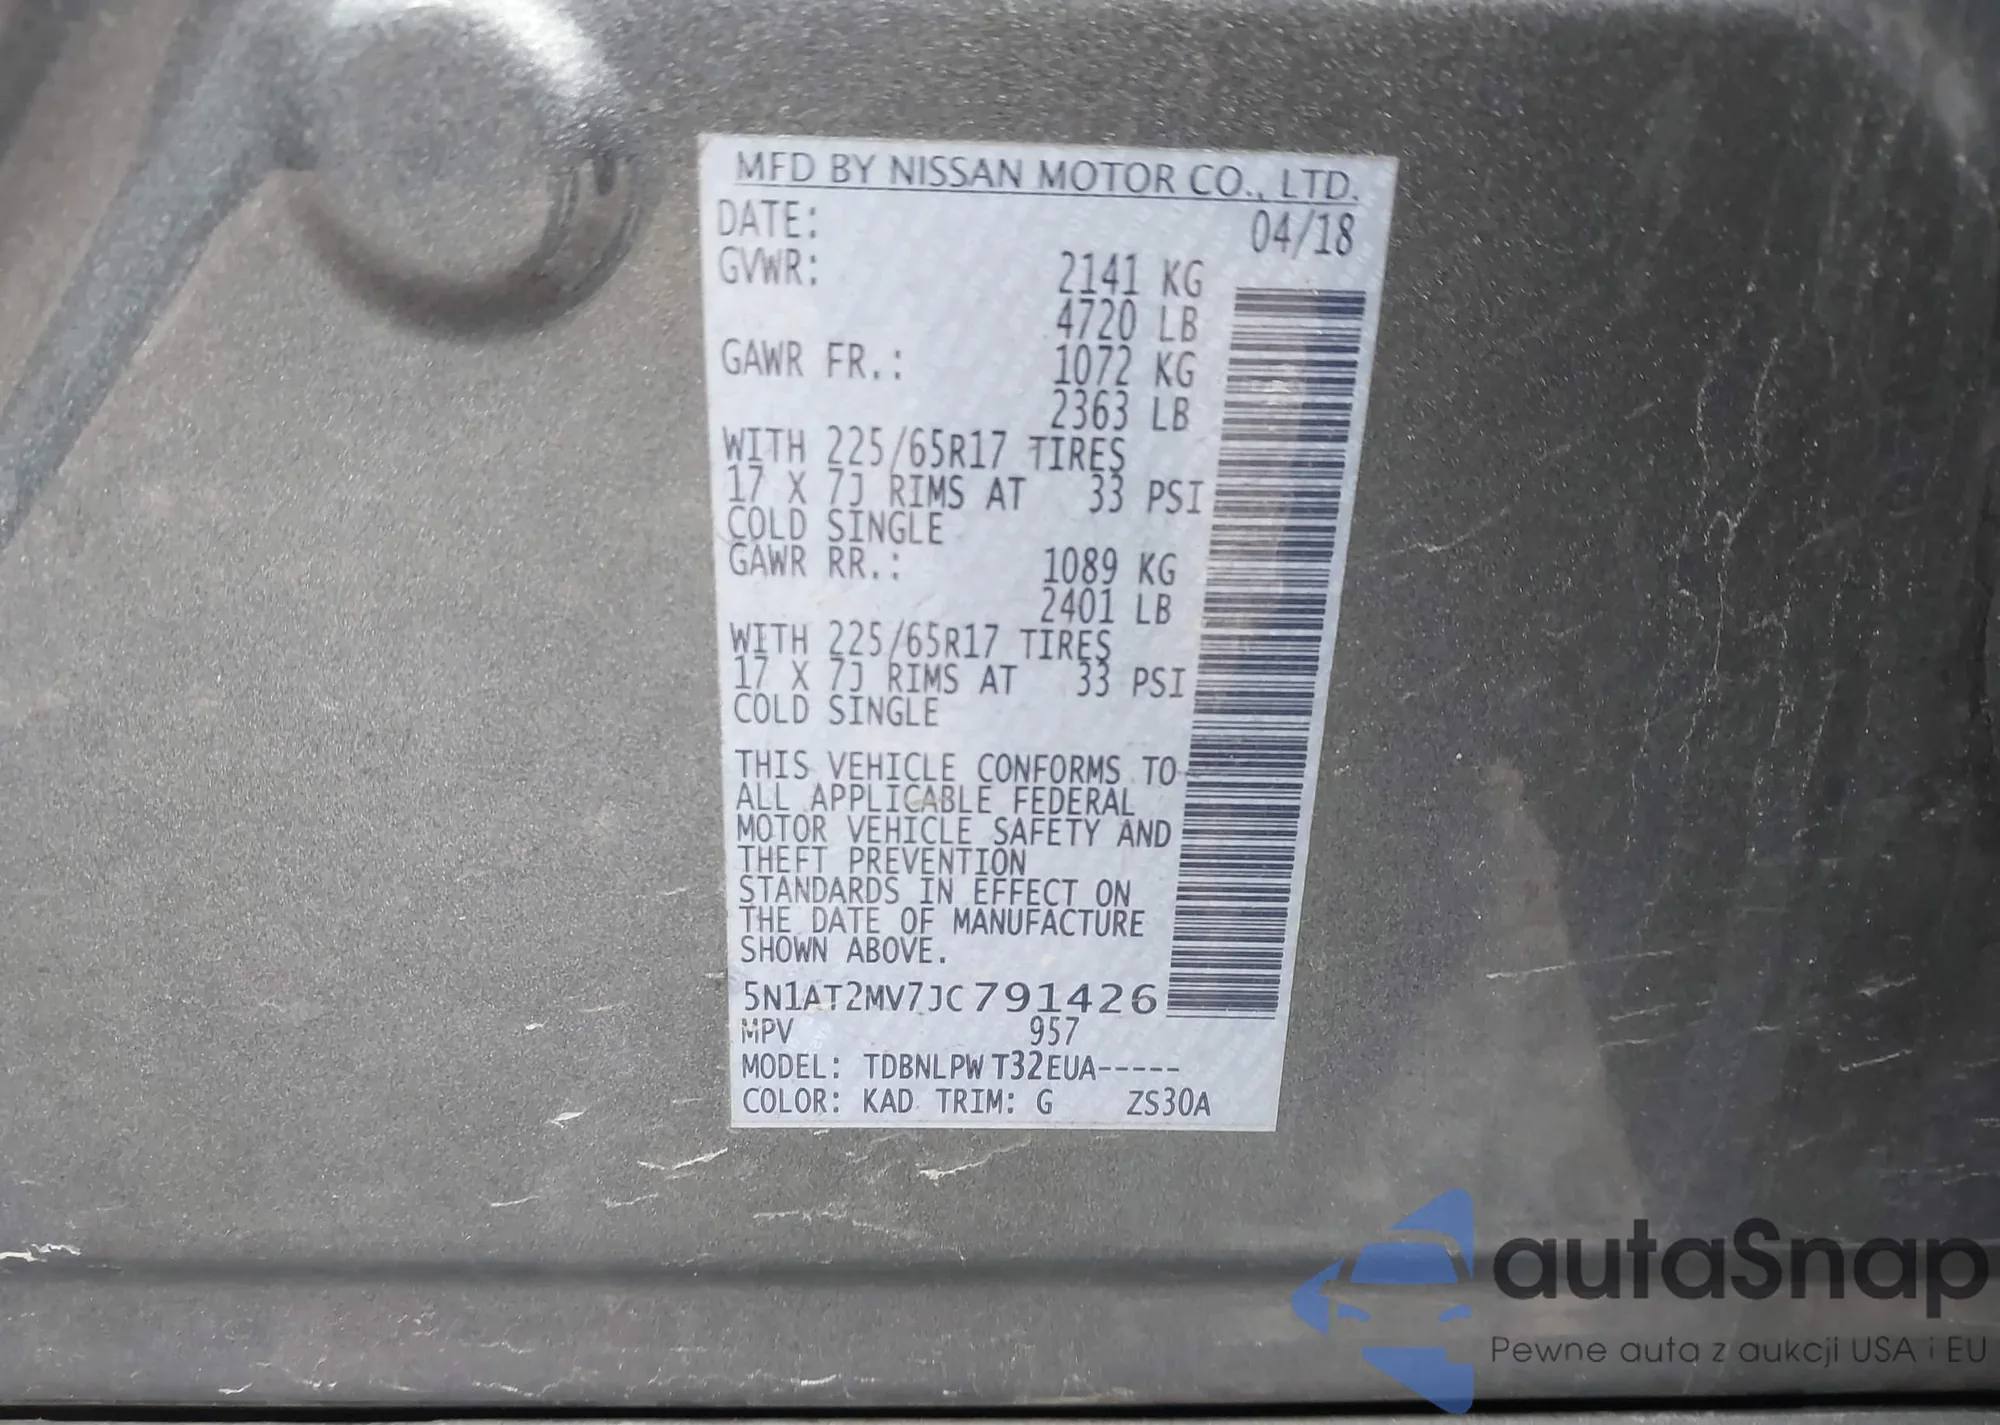 MFD BY NISSAN MOTOR CO., LTD.
DATE: 04/18
GVWR: 2141 KG
4720 LB
GAWR FR.: 1072 KG
2363 LB
WITH 225/65R17 TIRES
17 X 7J RIMS AT 33 PSI
COLD SINGLE
GAWR RR.: 1089 KG
2401 LB
WITH 225/65R17 TIRES
17 X 7J RIMS AT 33 PSI
COLD SINGLE
THIS VEHICLE CONFORMS TO
ALL APPLICABLE FEDERAL
MOTOR VEHICLE SAFETY AND
THEFT PREVENTION
STANDARDS IN EFFECT ON
THE DATE OF MANUFACTURE
SHOWN ABOVE.
5N1AT2MV7JC791426
MPV 957
MODEL: TDBNLPW T32EUA-----
COLOR: KAD TRIM: G ZS30A
autaSnap
Pewne auta z aukcji USA i EU